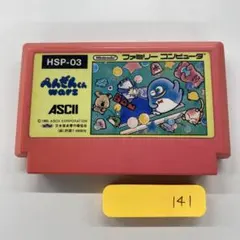 HSP-03
Nintendo
ファミリー コンピュータ
ぺんぎんくん
WARS
ASCII
141